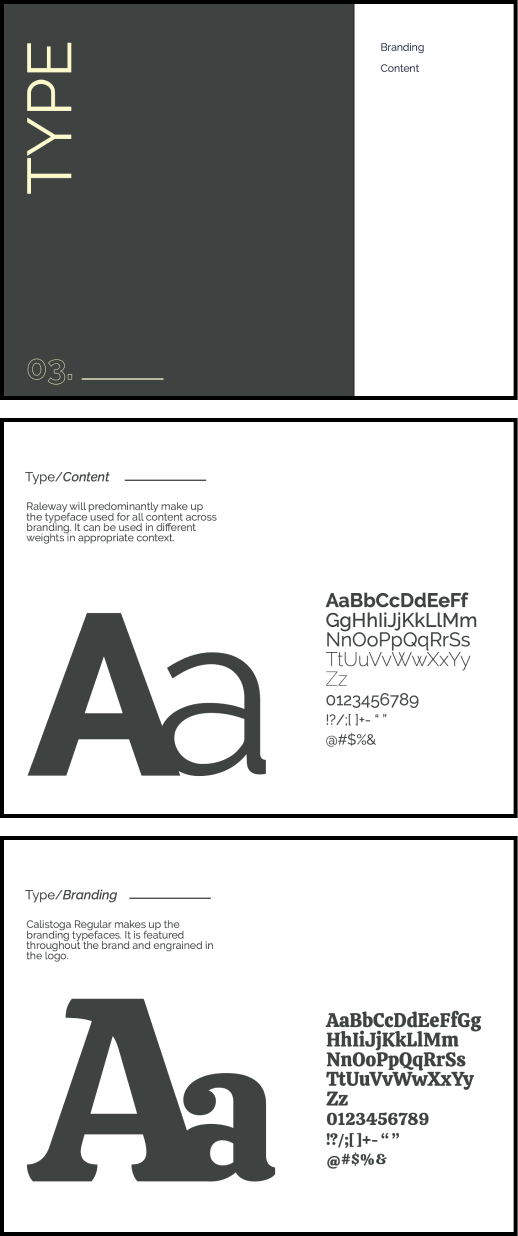 TYPE
03.
Branding
Content
Type/Content
Raleway will predominantly make up
the typeface used for all content across
branding. It can be used in different
weights in appropriate context.
Aa
AaBbCcDdEeFf
GgHhIiJjKkLlMm
NnOoPpQqRrSs
TtUuVvWwXxYy
Zz
0123456789
!?/;[ ]+- “ ”
@#$%&
Type/Branding
Calistoga Regular makes up the
branding typefaces. It is featured
throughout the brand and engrained in
the logo.
Aa
AaBbCcDdEeFfGg
HhIiJjKkLlMm
NnOoPpQqRrSs
TtUuVvWwXxYy
Zz
0123456789
!?/;[ ]+- “ ”
@#$%&